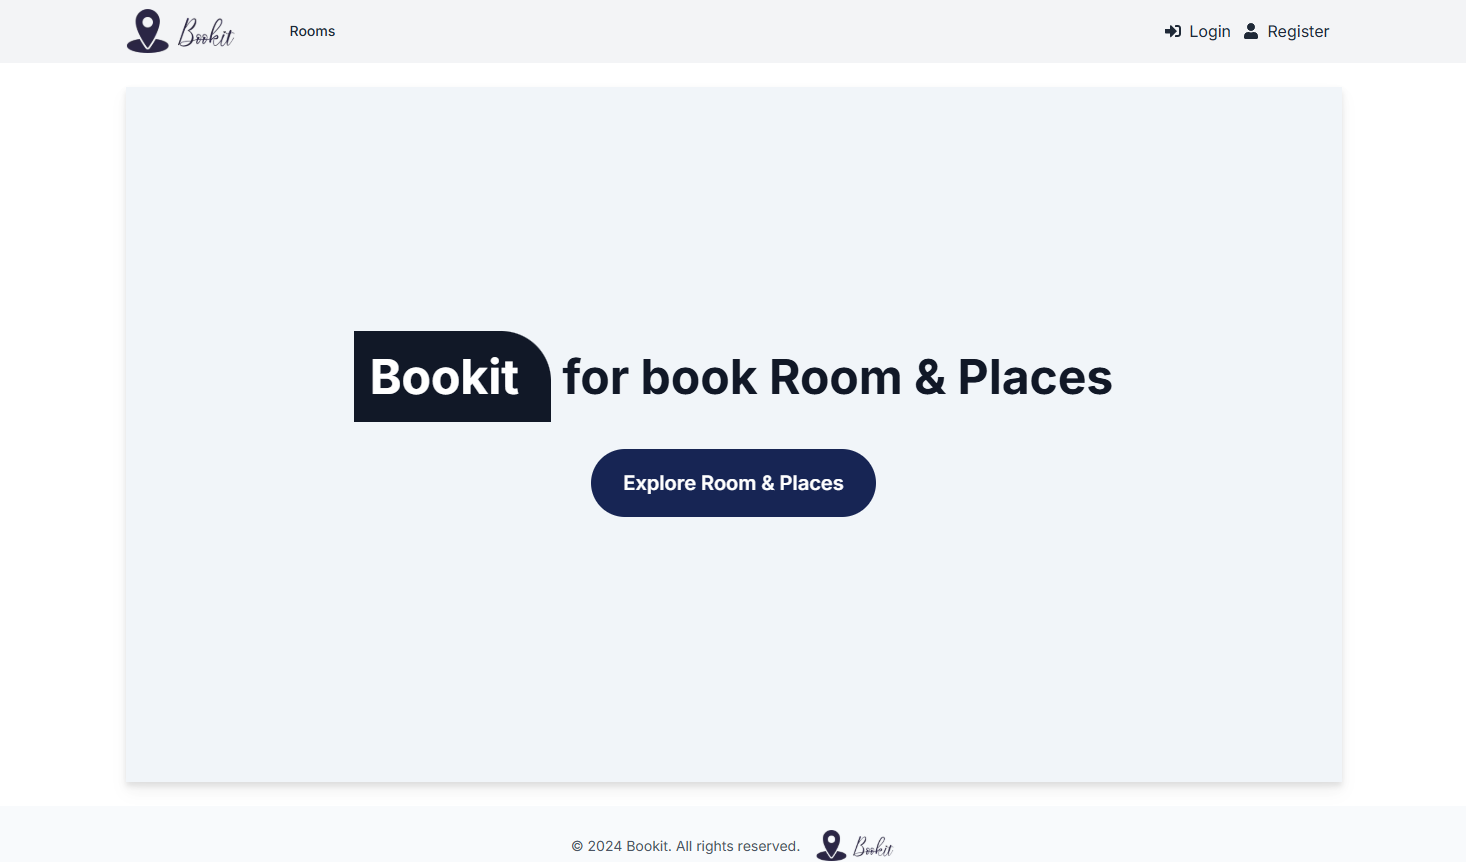 Bookit Rooms Login Register
Bookit for book Room & Places
Explore Room & Places
© 2024 Bookit. All rights reserved. Bookit